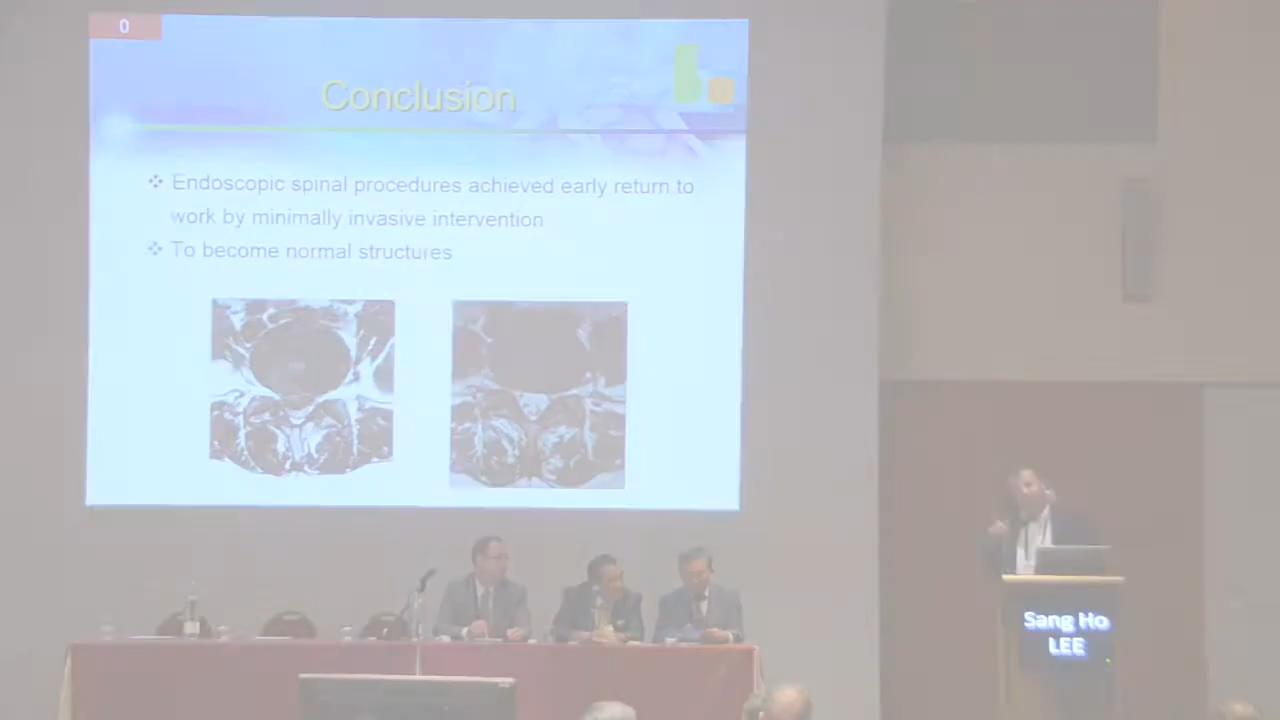 0
Conclusion
❖ Endoscopic spinal procedures achieved early return to
work by minimally invasive intervention
❖ To become normal structures
Sang Ho
LEE